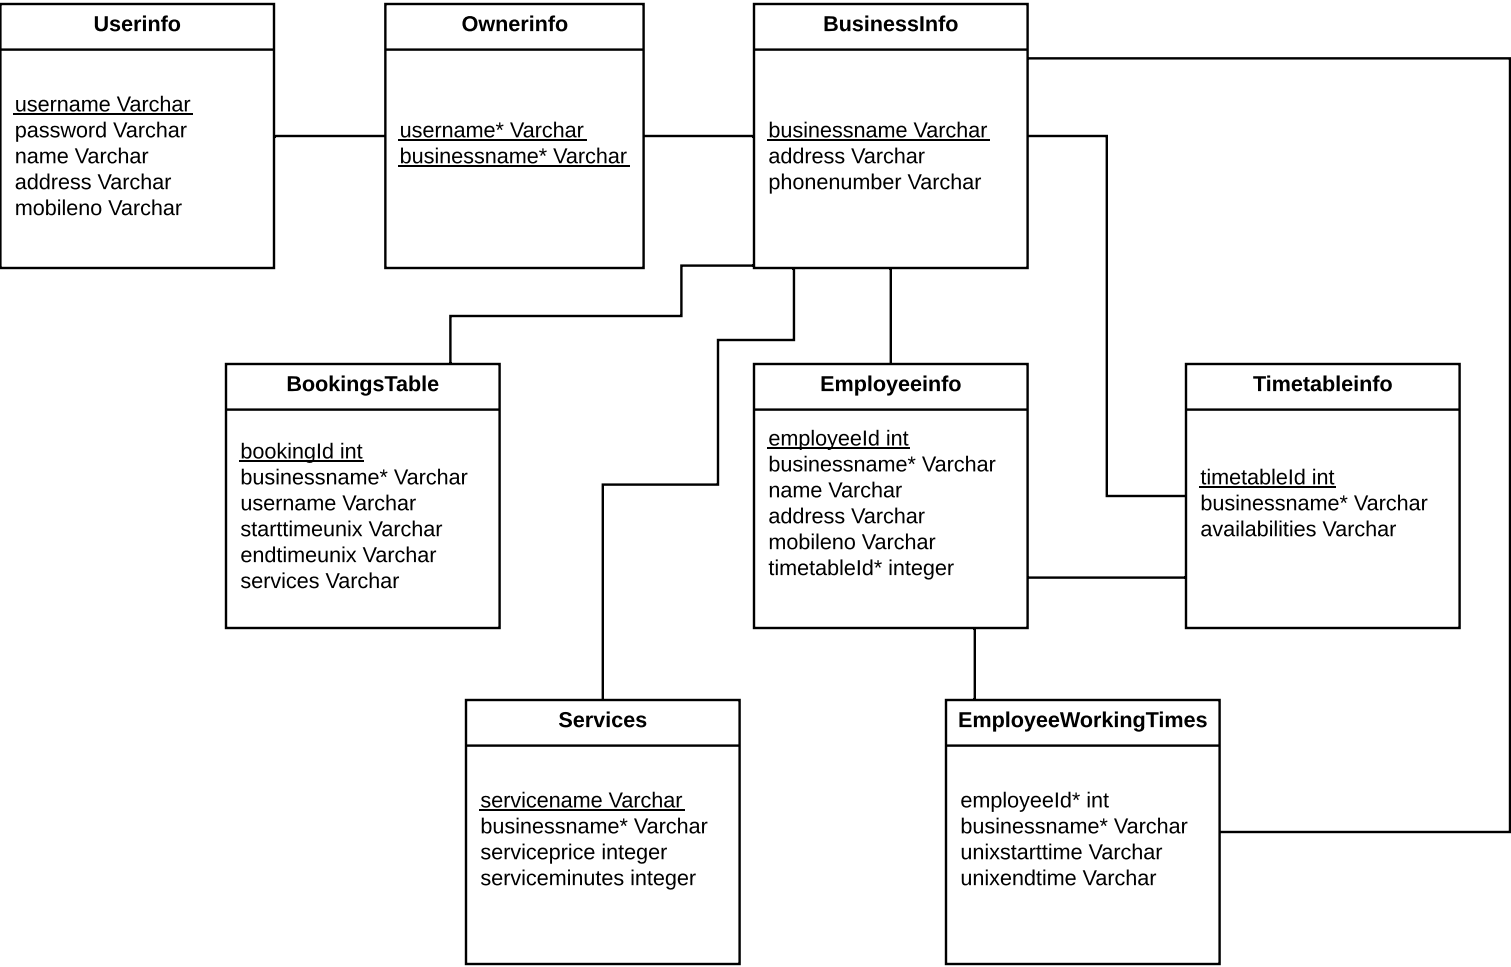 Userinfo
username Varchar
password Varchar
name Varchar
address Varchar
mobileno Varchar
Ownerinfo
username* Varchar
businessname* Varchar
BusinessInfo
businessname Varchar
address Varchar
phonenumber Varchar
BookingsTable
bookingId int
businessname* Varchar
username Varchar
starttimeunix Varchar
endtimeunix Varchar
services Varchar
Employeeinfo
employeeId int
businessname* Varchar
name Varchar
address Varchar
mobileno Varchar
timetableId* integer
Timetableinfo
timetableId int
businessname* Varchar
availabilities Varchar
Services
servicename Varchar
businessname* Varchar
serviceprice integer
serviceminutes integer
EmployeeWorkingTimes
employeeId* int
businessname* Varchar
unixstarttime Varchar
unixendtime Varchar